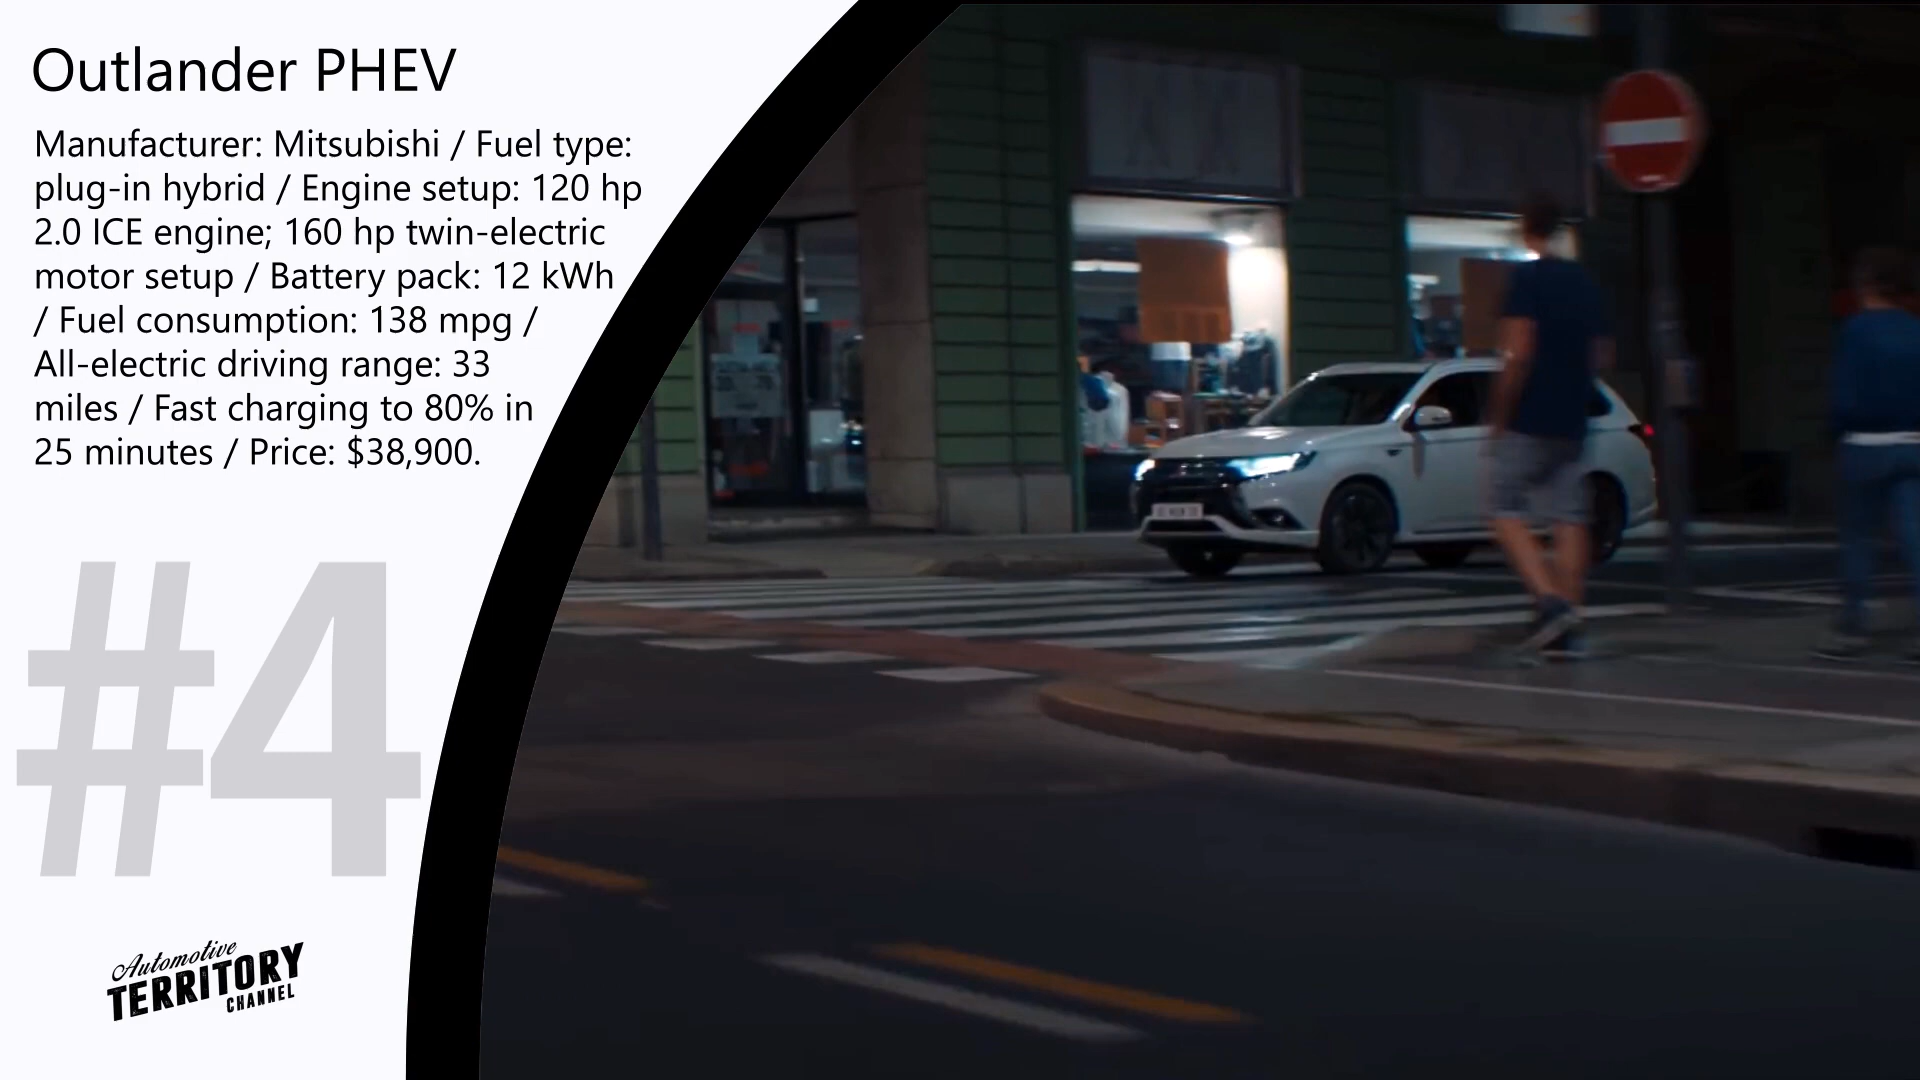 Outlander PHEV
Manufacturer: Mitsubishi / Fuel type:
plug-in hybrid / Engine setup: 120 hp
2.0 ICE engine; 160 hp twin-electric
motor setup / Battery pack: 12 kWh
/ Fuel consumption: 138 mpg /
All-electric driving range: 33
miles / Fast charging to 80% in
25 minutes / Price: $38,900.
#4
Automotive
TERRITORY
CHANNEL